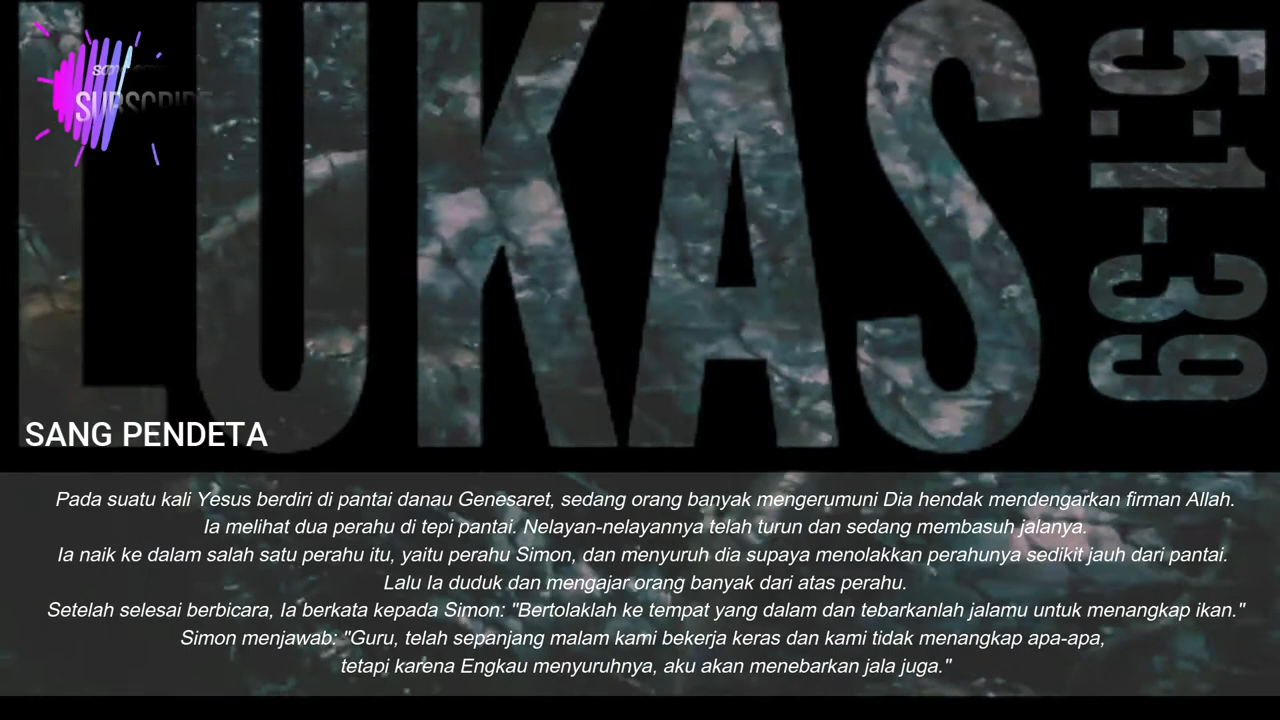 LUKAS
5:1-39
SUBSCRIBE
SANG PENDETA
Pada suatu kali Yesus berdiri di pantai danau Genesaret, sedang orang banyak mengerumuni Dia hendak mendengarkan firman Allah.
Ia melihat dua perahu di tepi pantai. Nelayan-nelayannya telah turun dan sedang membasuh jalanya.
Ia naik ke dalam salah satu perahu itu, yaitu perahu Simon, dan menyuruh dia supaya menolakkan perahunya sedikit jauh dari pantai.
Lalu Ia duduk dan mengajar orang banyak dari atas perahu.
Setelah selesai berbicara, Ia berkata kepada Simon: "Bertolaklah ke tempat yang dalam dan tebarkanlah jalamu untuk menangkap ikan."
Simon menjawab: "Guru, telah sepanjang malam kami bekerja keras dan kami tidak menangkap apa-apa,
tetapi karena Engkau menyuruhnya, aku akan menebarkan jala juga."